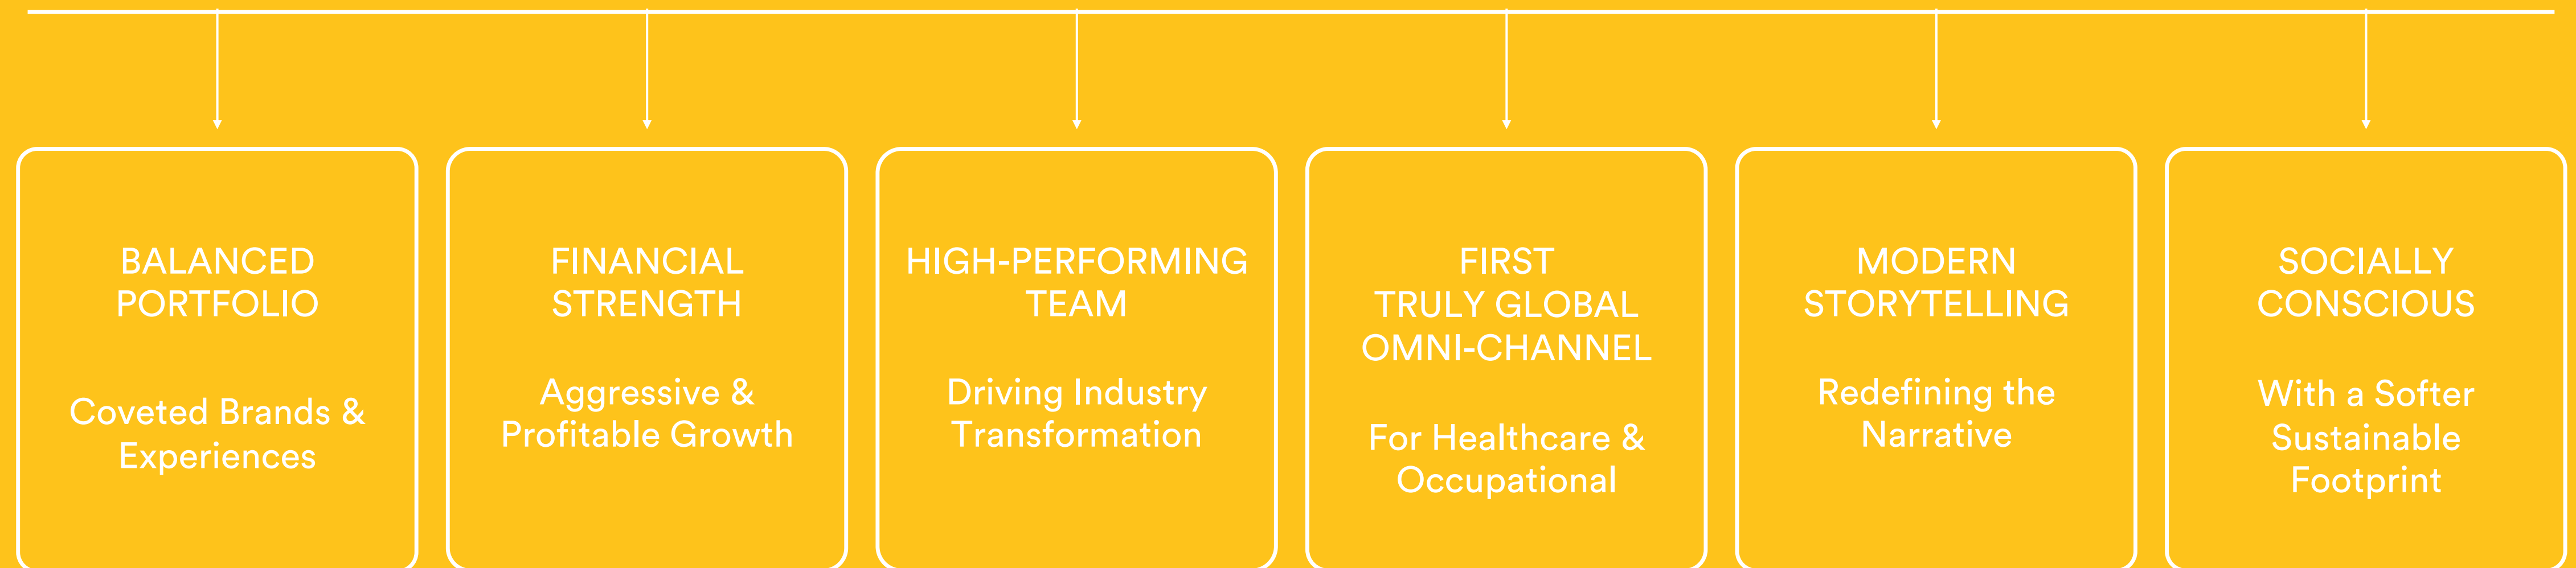 BALANCED
PORTFOLIO
Coveted Brands &
Experiences
FINANCIAL
STRENGTH
Aggressive &
Profitable Growth
HIGH-PERFORMING
TEAM
Driving Industry
Transformation
FIRST
TRULY GLOBAL
OMNI-CHANNEL
For Healthcare &
Occupational
MODERN
STORYTELLING
Redefining the
Narrative
SOCIALLY
CONSCIOUS
With a Softer
Sustainable
Footprint